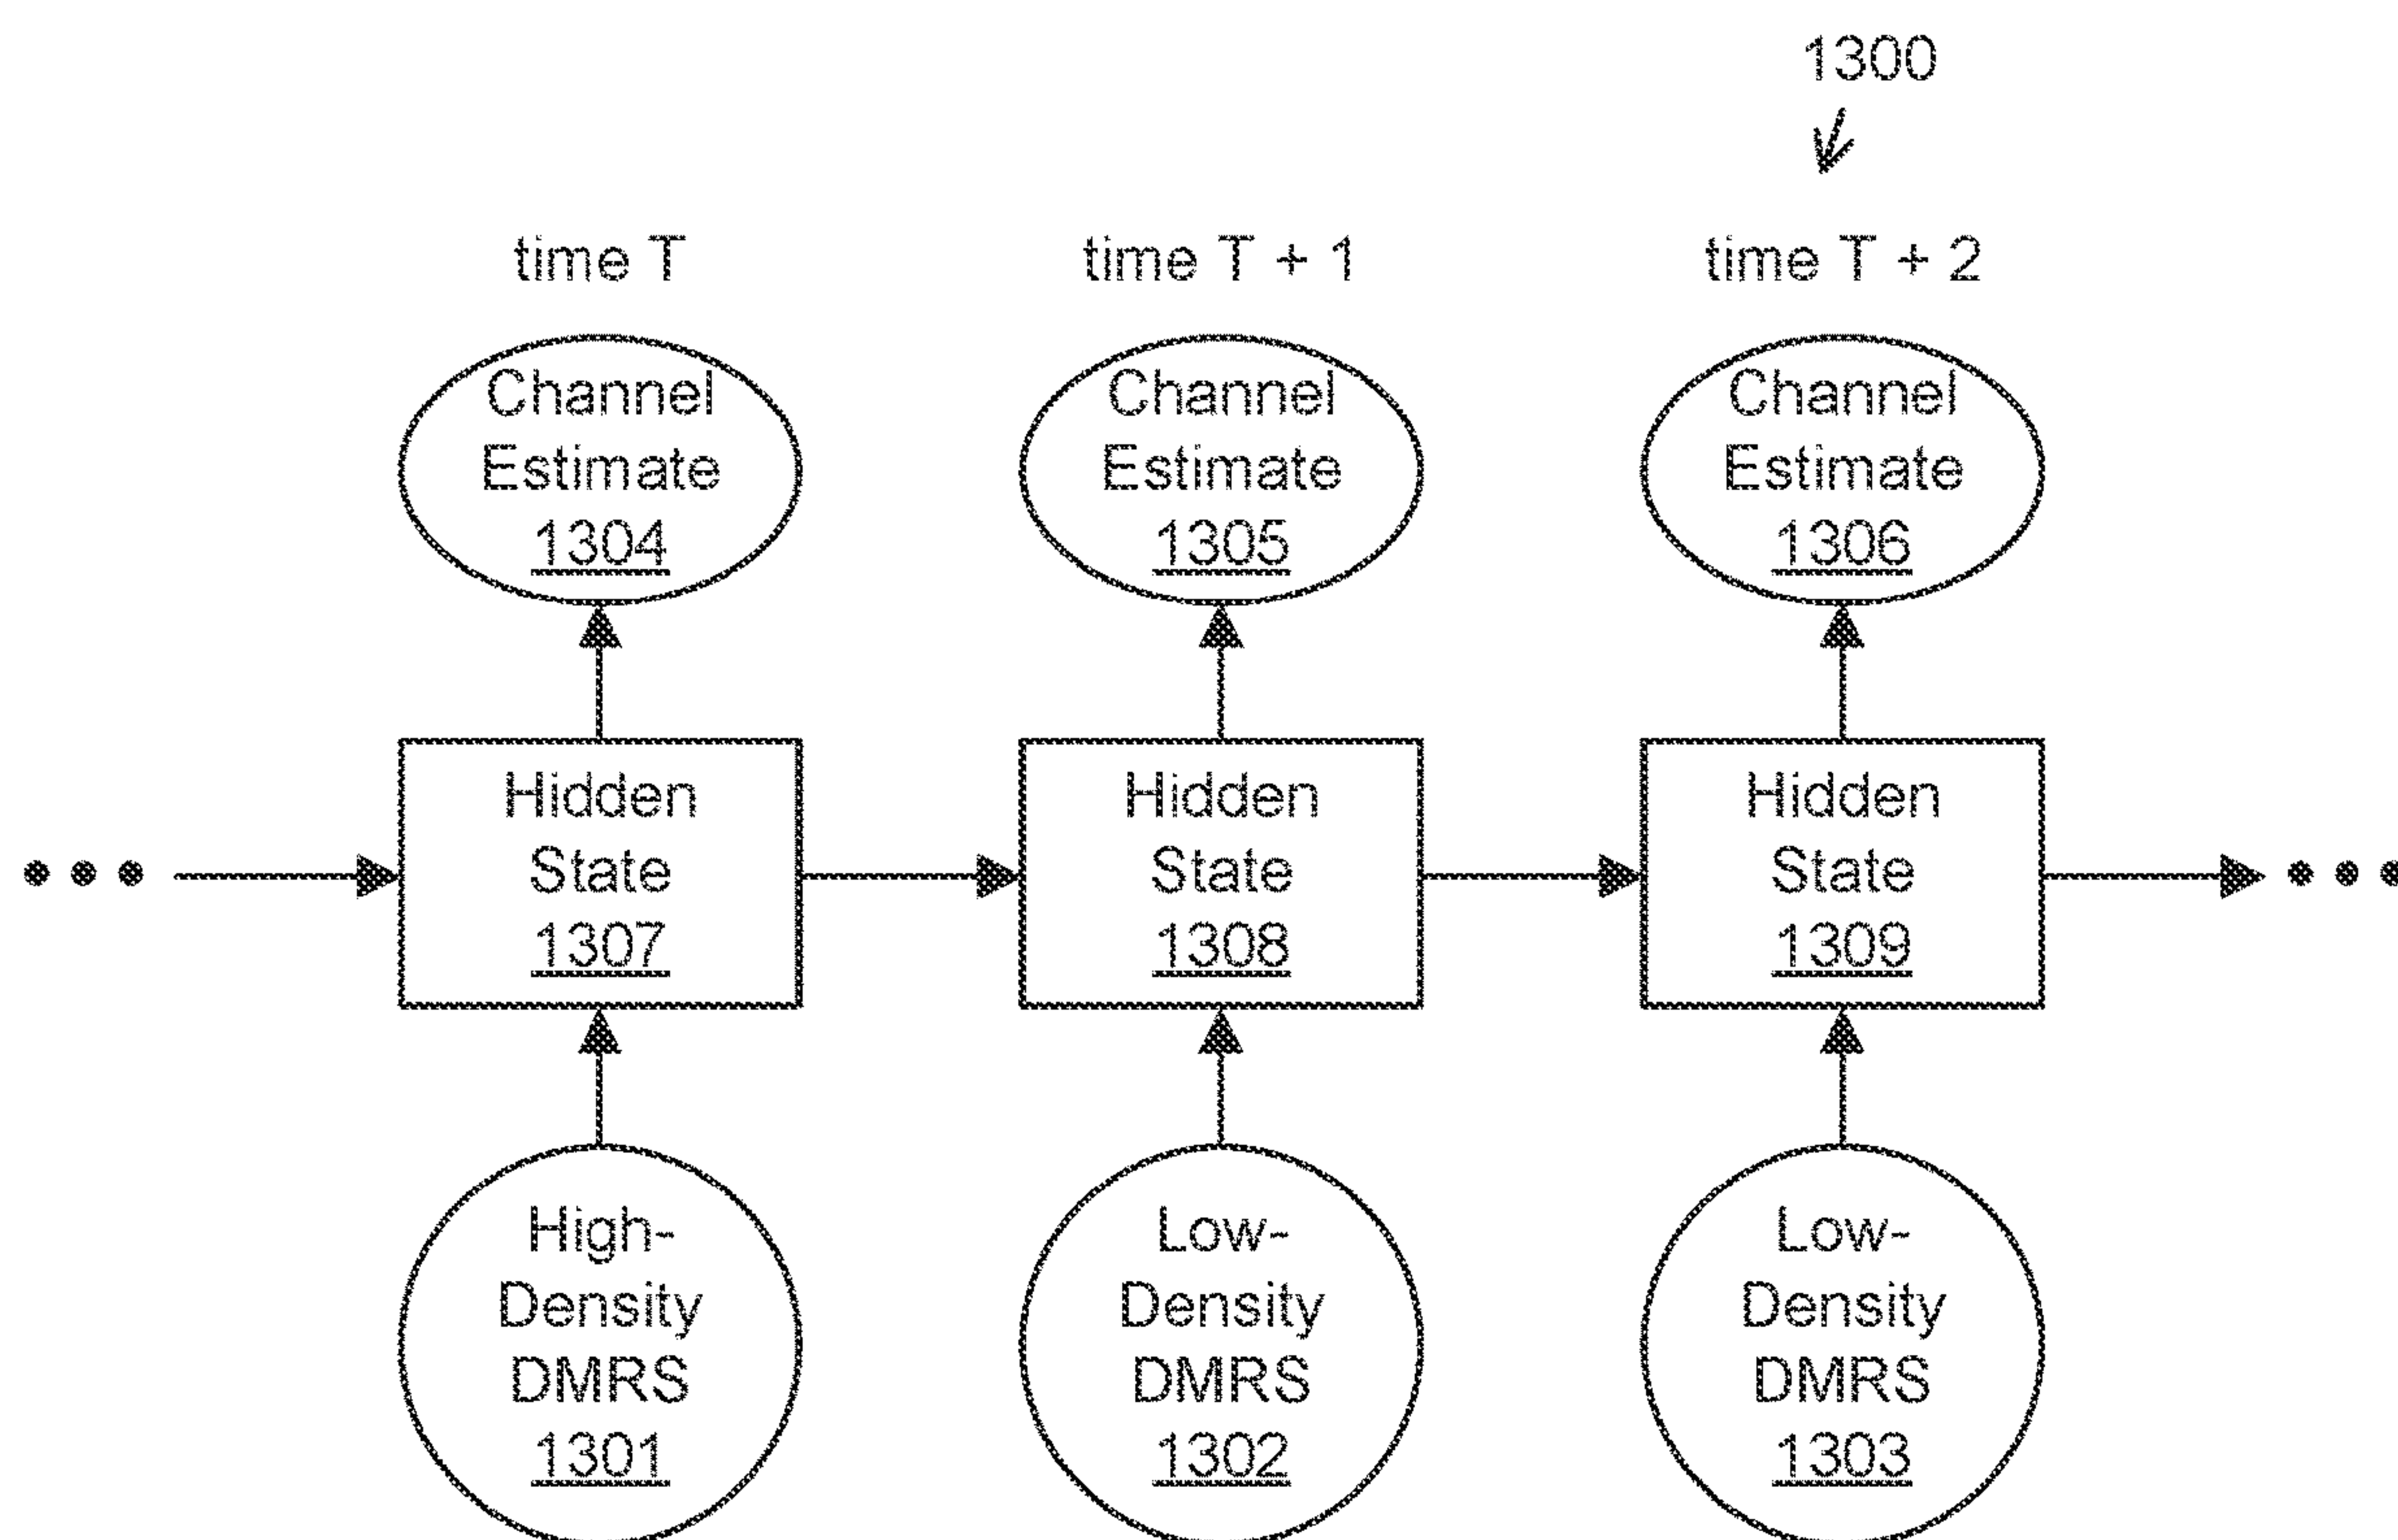 1300
time T
time T + 1
time T + 2
Channel
Estimate
1304
Channel
Estimate
1305
Channel
Estimate
1306
Hidden
State
1307
Hidden
State
1308
Hidden
State
1309
High-
Density
DMRS
1301
Low-
Density
DMRS
1302
Low-
Density
DMRS
1303